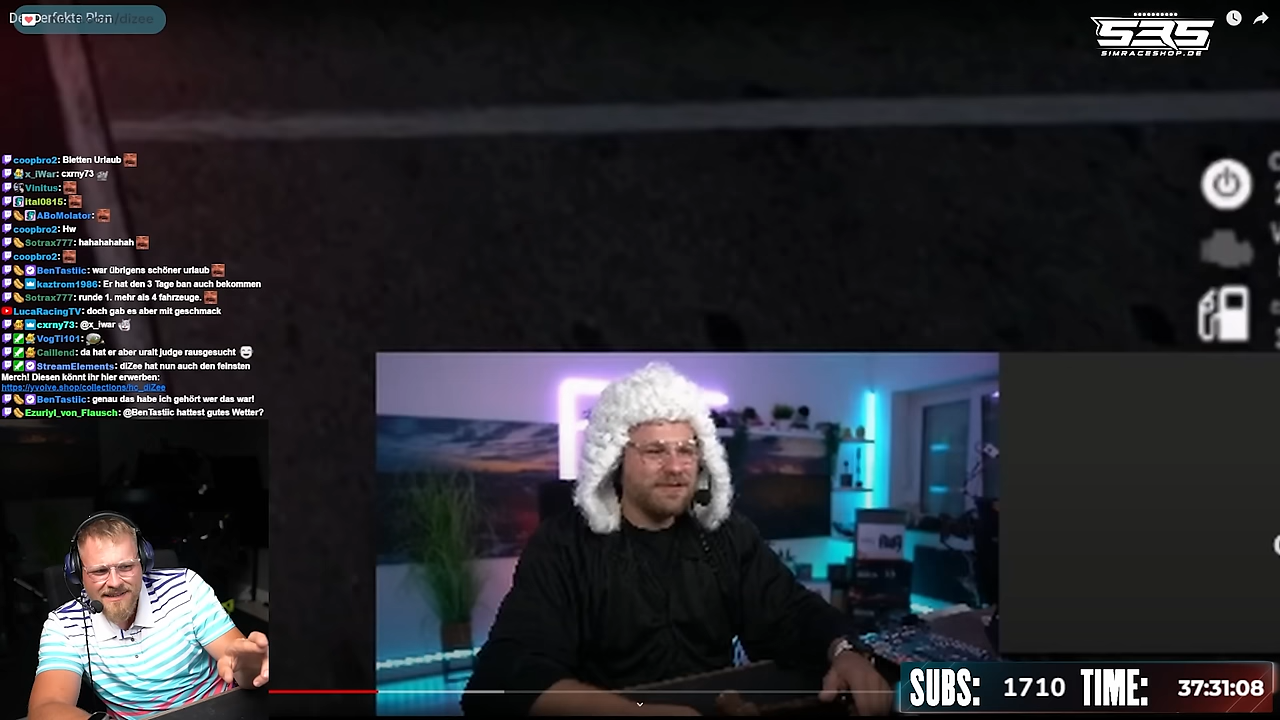 Der perfekte Plan
SRS
SIMRACESHOP.DE
coopbro2: Bletten Urlaub
x_iWar: cxrny73
Vinitus:
ital0815:
ABoMolator:
coopbro2: Hw
Sotrax777: hahahahahah
coopbro2:
BenTastiic: war übrigens schöner urlaub
kaztrom1986: Er hat den 3 Tage ban auch bekommen
Sotrax777: runde 1. mehr als 4 fahrzeuge.
LucaRacingTV: doch gab es aber mit geschmack
cxrny73: @x_iwar
VogTi101:
Caillend: da hat er aber uralt judge rausgesucht
StreamElements: diZee hat nun auch den feinsten
Merch! Diesen könnt ihr hier erwerben:
https://yvolve.shop/collections/hc_diZee
BenTastiic: genau das habe ich gehört wer das war!
Ezuriyl_von_Flausch: @BenTastiic hattest gutes Wetter?
SUBS: 1710 TIME: 37:31:08